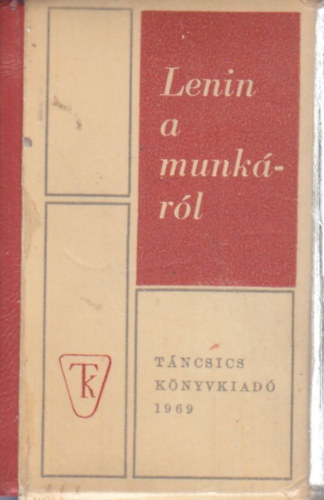 Lenin
a
munká-
ról
TK
TÁNCSICS
KÖNYVKIADÓ
1969